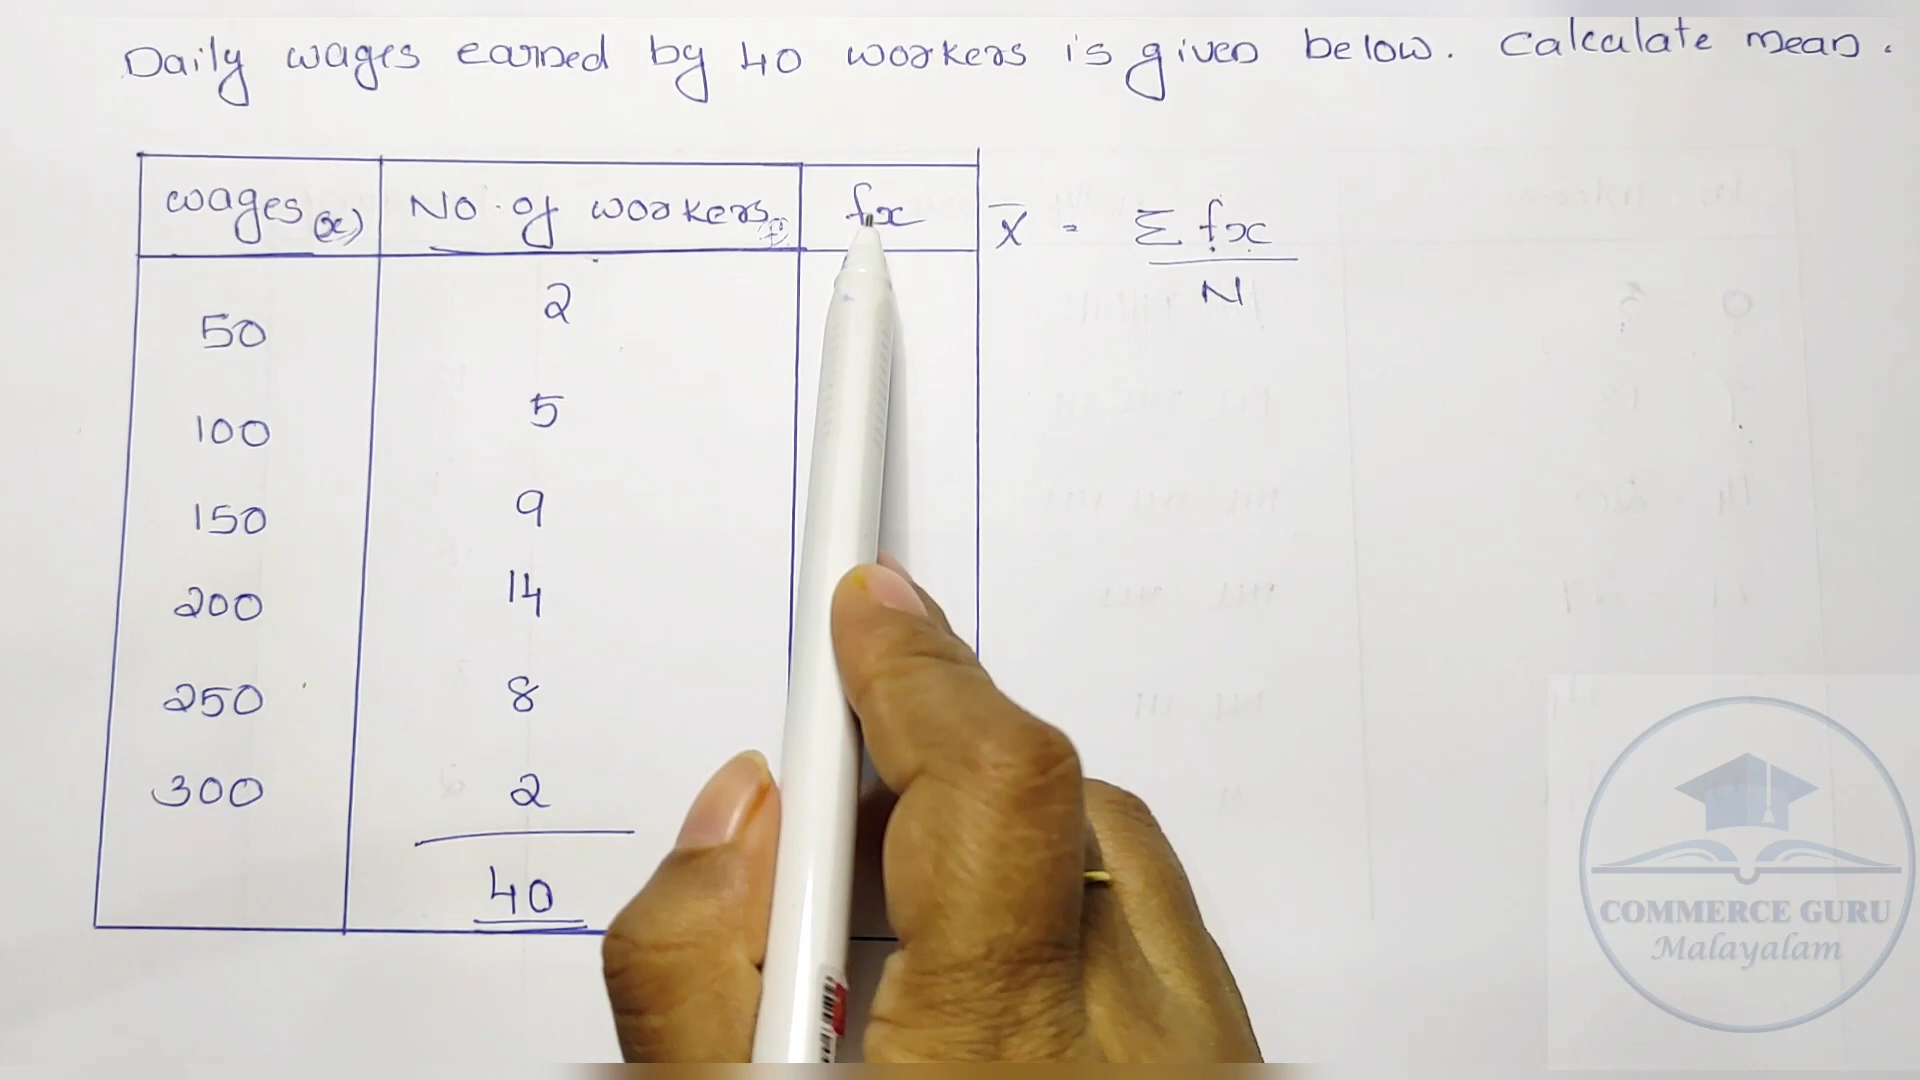 Daily wages earned by 40 workers is given below. Calculate mean.
wages (x) No. of workers (f) fx
x̄ = Σfx
N
50 2
100 5
150 9
200 14
250 8
300 2
40
COMMERCE GURU
Malayalam